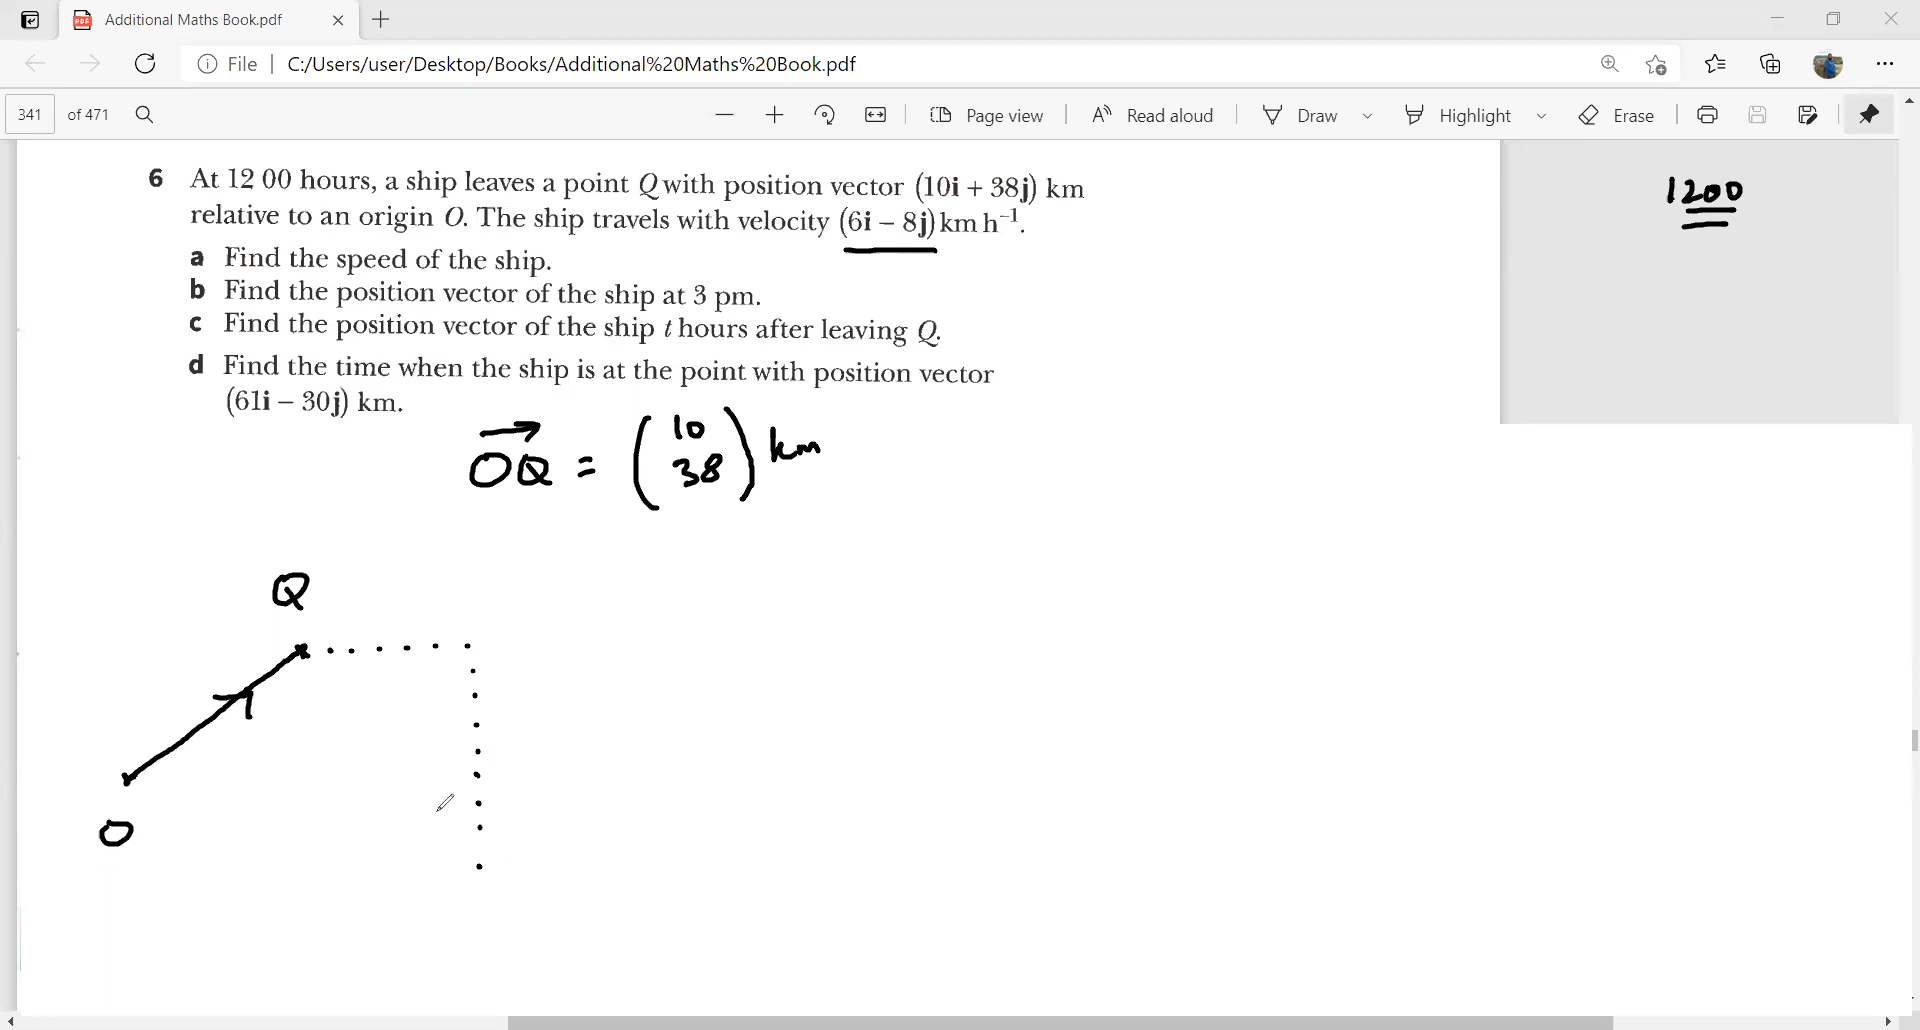 Additional Maths Book.pdf
File | C:/Users/user/Desktop/Books/Additional%20Maths%20Book.pdf
341 of 471 Page view Read aloud Draw Highlight Erase
6 At 12 00 hours, a ship leaves a point Q with position vector (10i + 38j) km
relative to an origin O. The ship travels with velocity (6i – 8j) km h⁻¹.
a Find the speed of the ship.
b Find the position vector of the ship at 3 pm.
c Find the position vector of the ship t hours after leaving Q.
d Find the time when the ship is at the point with position vector
(61i – 30j) km.
1200
OQ = (10
38) km
Q
O